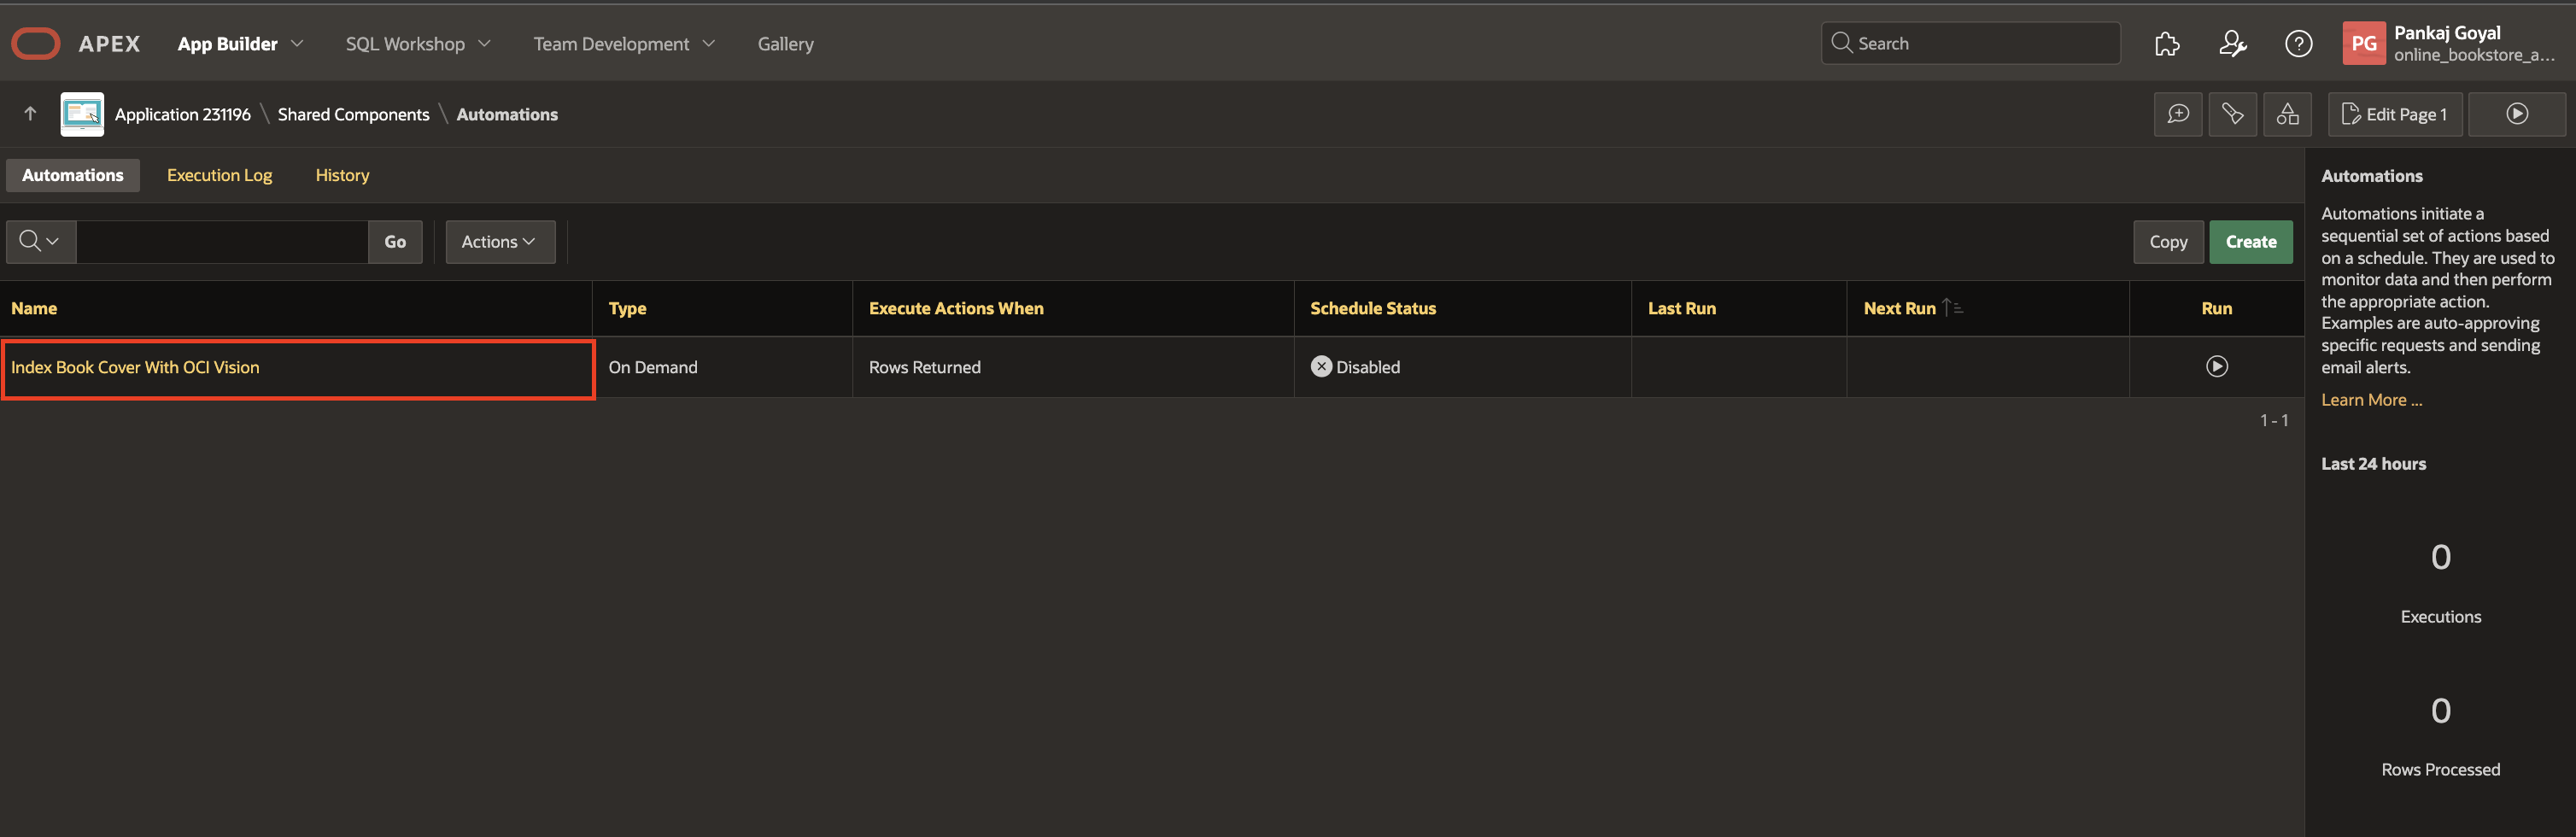 APEX App Builder SQL Workshop Team Development Gallery Search PG Pankaj Goyal
online_bookstore_a...
Application 231196 \ Shared Components \ Automations Edit Page 1
Automations Execution Log History
Go Actions Copy Create
Name Type Execute Actions When Schedule Status Last Run Next Run Run
Index Book Cover With OCI Vision On Demand Rows Returned Disabled
1 - 1
Automations
Automations initiate a
sequential set of actions based
on a schedule. They are used to
monitor data and then perform
the appropriate action.
Examples are auto-approving
specific requests and sending
email alerts.
Learn More ...
Last 24 hours
0
Executions
0
Rows Processed